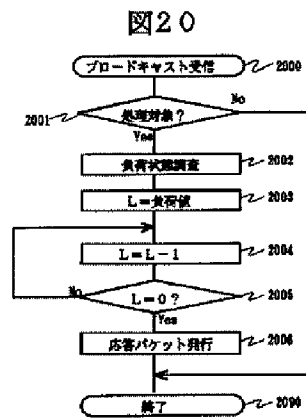 図20
ブロードキャスト受信
2000
処理対象？
No
2001
Yes
負荷状態調査
2002
L=負荷値
2003
L=L-1
2004
No
L=0？
2005
Yes
応答パケット発行
2006
終了
2090